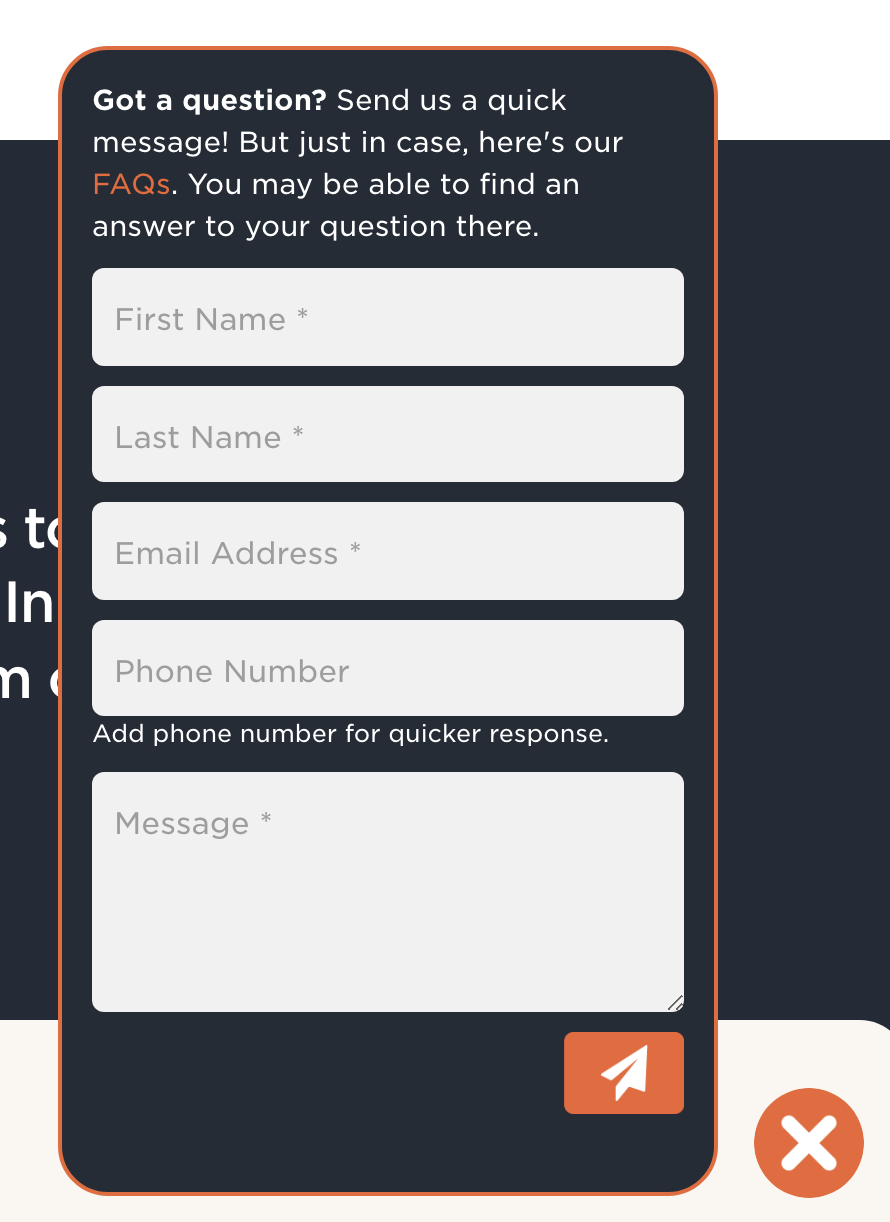 Got a question? Send us a quick
message! But just in case, here's our
FAQs. You may be able to find an
answer to your question there.
First Name *
Last Name *
s to
Email Address *
In
Phone Number
m
Add phone number for quicker response.
Message *